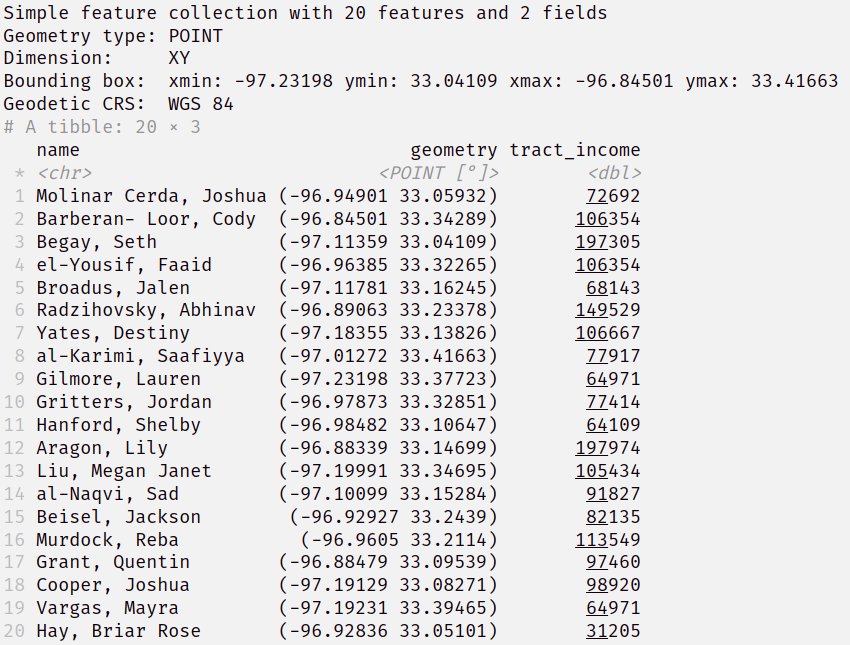 Simple feature collection with 20 features and 2 fields
Geometry type: POINT
Dimension:     XY
Bounding box:  xmin: -97.23198 ymin: 33.04109 xmax: -96.84501 ymax: 33.41663
Geodetic CRS:  WGS 84
# A tibble: 20 × 3
   name                              geometry tract_income
 * <chr>                          <POINT [°]>        <dbl>
 1 Molinar Cerda, Joshua (-96.94901 33.05932)        72692
 2 Barberan- Loor, Cody  (-96.84501 33.34289)       106354
 3 Begay, Seth           (-97.11359 33.04109)       197305
 4 el-Yousif, Faaid      (-96.96385 33.32265)       106354
 5 Broadus, Jalen        (-97.11781 33.16245)        68143
 6 Radzihovsky, Abhinav  (-96.89063 33.23378)       149529
 7 Yates, Destiny        (-97.18355 33.13826)       106667
 8 al-Karimi, Saafiyya   (-97.01272 33.41663)        77917
 9 Gilmore, Lauren       (-97.23198 33.37723)        64971
10 Gritters, Jordan      (-96.97873 33.32851)        77414
11 Hanford, Shelby       (-96.98482 33.10647)        64109
12 Aragon, Lily          (-96.88339 33.14699)       197974
13 Liu, Megan Janet      (-97.19991 33.34695)       105434
14 al-Naqvi, Sad         (-97.10099 33.15284)        91827
15 Beisel, Jackson        (-96.92927 33.2439)        82135
16 Murdock, Reba           (-96.9605 33.2114)       113549
17 Grant, Quentin        (-96.88479 33.09539)        97460
18 Cooper, Joshua        (-97.19129 33.08271)        98920
19 Vargas, Mayra         (-97.19231 33.39465)        64971
20 Hay, Briar Rose       (-96.92836 33.05101)        31205